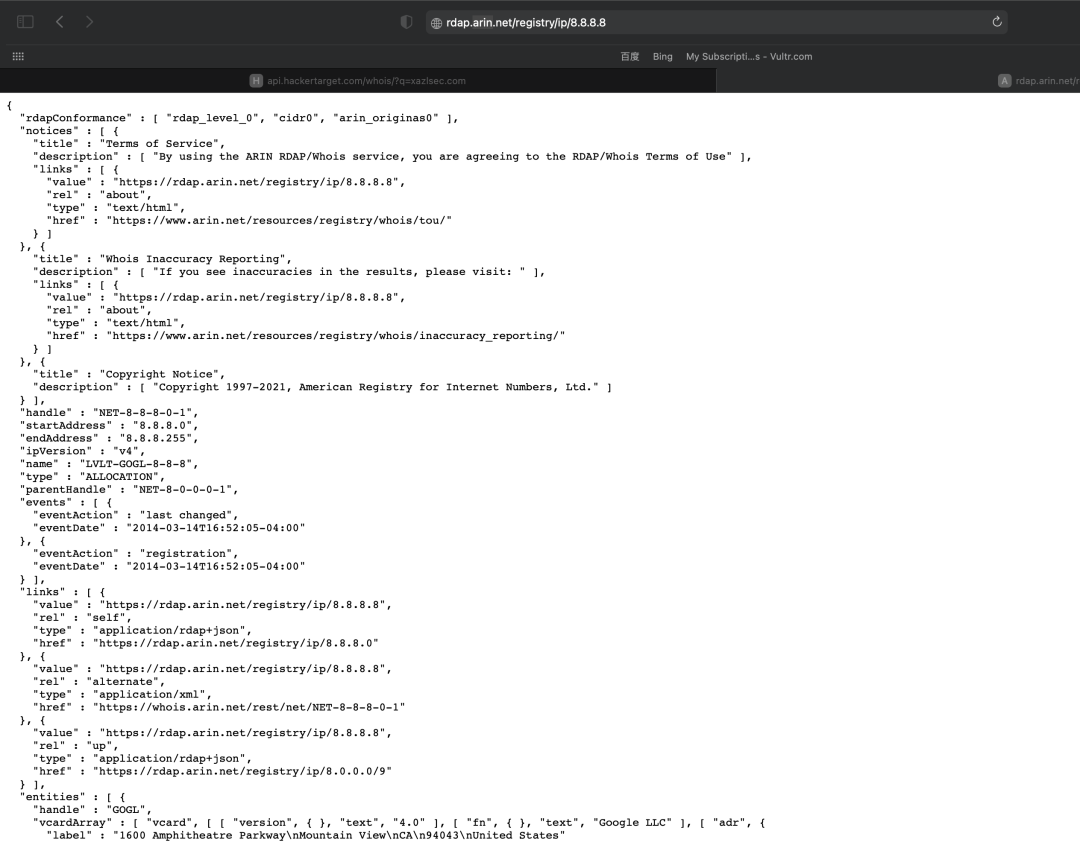 rdap.arin.net/registry/ip/8.8.8.8
百度 Bing My Subscripti...s - Vultr.com
H api.hackertarget.com/whois/?q=xazlsec.com A rdap.arin.net/r
{
"rdapConformance" : [ "rdap_level_0", "cidr0", "arin_originas0" ],
"notices" : [ {
"title" : "Terms of Service",
"description" : [ "By using the ARIN RDAP/Whois service, you are agreeing to the RDAP/Whois Terms of Use" ],
"links" : [ {
"value" : "https://rdap.arin.net/registry/ip/8.8.8.8",
"rel" : "about",
"type" : "text/html",
"href" : "https://www.arin.net/resources/registry/whois/tou/"
} ]
}, {
"title" : "Whois Inaccuracy Reporting",
"description" : [ "If you see inaccuracies in the results, please visit: " ],
"links" : [ {
"value" : "https://rdap.arin.net/registry/ip/8.8.8.8",
"rel" : "about",
"type" : "text/html",
"href" : "https://www.arin.net/resources/registry/whois/inaccuracy_reporting/"
} ]
}, {
"title" : "Copyright Notice",
"description" : [ "Copyright 1997-2021, American Registry for Internet Numbers, Ltd." ]
} ],
"handle" : "NET-8-8-8-0-1",
"startAddress" : "8.8.8.0",
"endAddress" : "8.8.8.255",
"ipVersion" : "v4",
"name" : "LVLT-GOGL-8-8-8",
"type" : "ALLOCATION",
"parentHandle" : "NET-8-0-0-0-1",
"events" : [ {
"eventAction" : "last changed",
"eventDate" : "2014-03-14T16:52:05-04:00"
}, {
"eventAction" : "registration",
"eventDate" : "2014-03-14T16:52:05-04:00"
} ],
"links" : [ {
"value" : "https://rdap.arin.net/registry/ip/8.8.8.8",
"rel" : "self",
"type" : "application/rdap+json",
"href" : "https://rdap.arin.net/registry/ip/8.8.8.0"
}, {
"value" : "https://rdap.arin.net/registry/ip/8.8.8.8",
"rel" : "alternate",
"type" : "application/xml",
"href" : "https://whois.arin.net/rest/net/NET-8-8-8-0-1"
}, {
"value" : "https://rdap.arin.net/registry/ip/8.8.8.8",
"rel" : "up",
"type" : "application/rdap+json",
"href" : "https://rdap.arin.net/registry/ip/8.0.0.0/9"
} ],
"entities" : [ {
"handle" : "GOGL",
"vcardArray" : [ "vcard", [ [ "version", { }, "text", "4.0" ], [ "fn", { }, "text", "Google LLC" ], [ "adr", {
"label" : "1600 Amphitheatre Parkway\nMountain View\nCA\n94043\nUnited States"